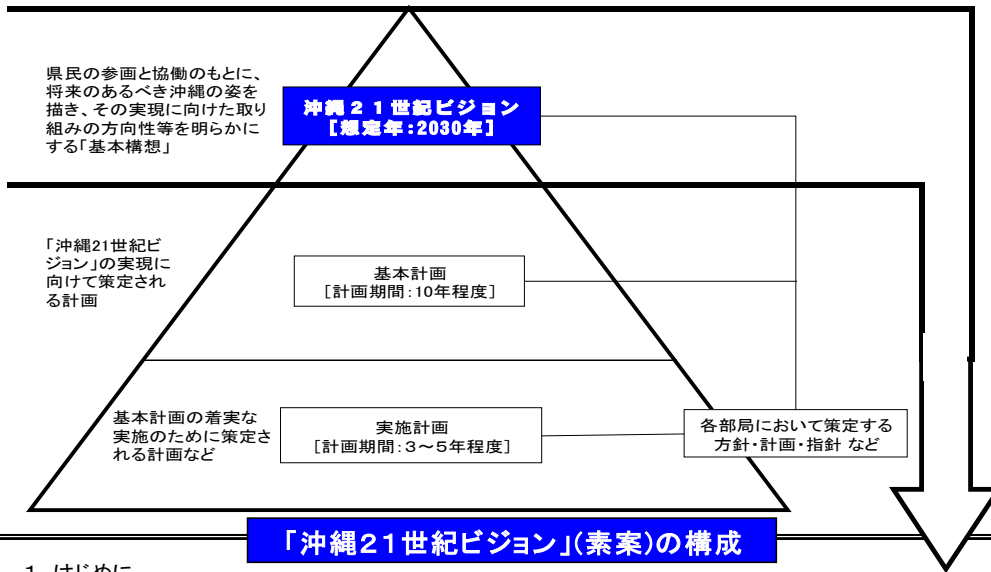 県民の参画と協働のもとに、
将来のあるべき沖縄の姿を
描き、その実現に向けた取り
組みの方向性等を明らかに
する「基本構想」
沖縄２１世紀ビジョン
［想定年：2030年］
「沖縄21世紀ビ
ジョン」の実現に
向けて策定され
る計画
基本計画
［計画期間：10年程度］
基本計画の着実な
実施のために策定さ
れる計画など
実施計画
［計画期間：３～５年程度］
各部局において策定する
方針・計画・指針 など
「沖縄２１世紀ビジョン」（素案）の構成
１ はじめに